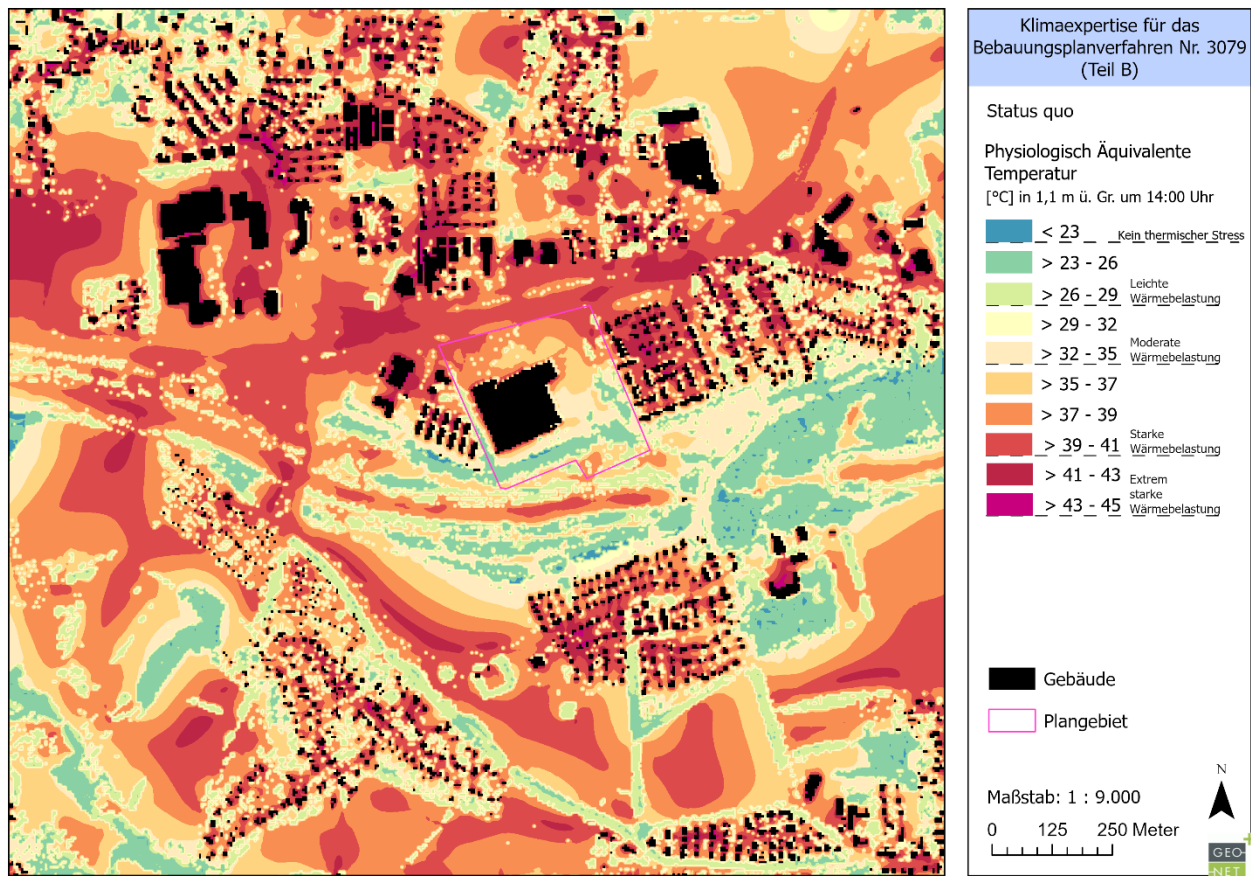 Klimaexpertise für das
Bebauungsplanverfahren Nr. 3079
(Teil B)
Status quo
Physiologisch Äquivalente
Temperatur
[°C] in 1,1 m ü. Gr. um 14:00 Uhr
< 23 Kein thermischer Stress
> 23 - 26
> 26 - 29 Leichte
Wärmebelastung
> 29 - 32
> 32 - 35 Moderate
Wärmebelastung
> 35 - 37
> 37 - 39
> 39 - 41 Starke
Wärmebelastung
> 41 - 43 Extrem
starke
> 43 - 45 Wärmebelastung
Gebäude
Plangebiet
N
Maßstab: 1 : 9.000
0 125 250 Meter
GEO-
NET